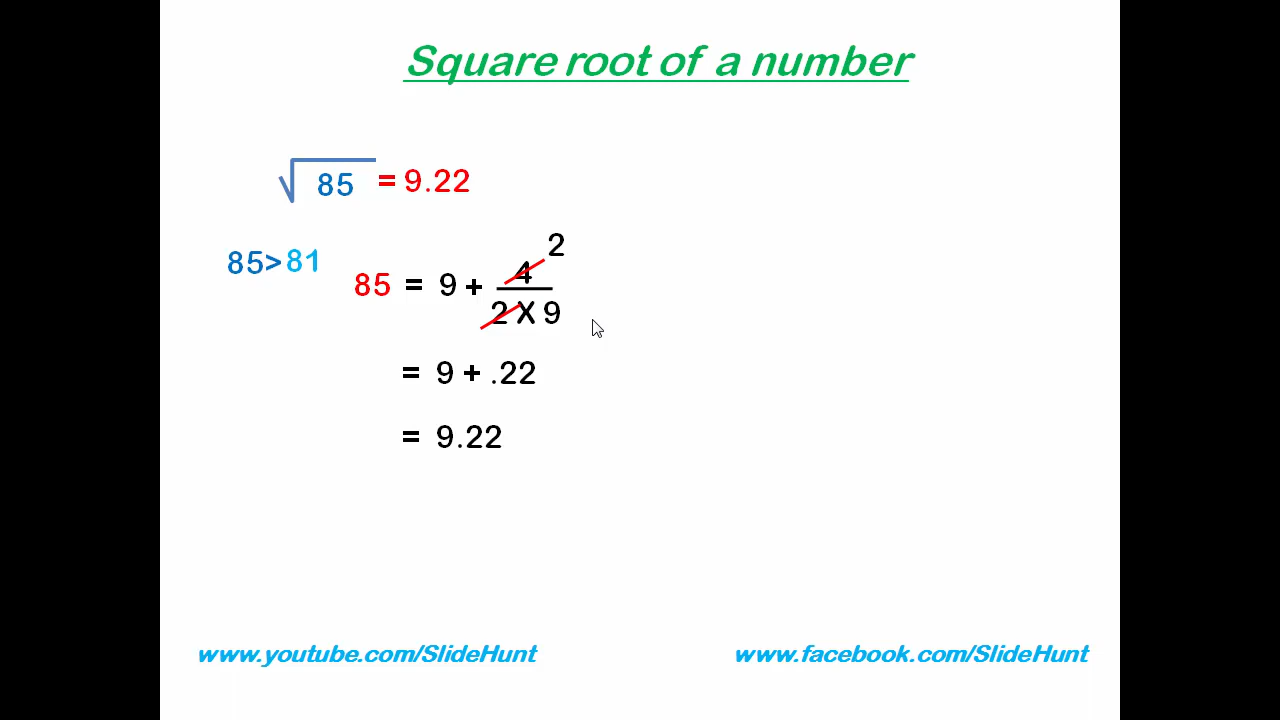 Square root of a number
√85 = 9.22
85>81
85 = 9 + 4 2
2 X 9
= 9 + .22
= 9.22
www.youtube.com/SlideHunt
www.facebook.com/SlideHunt